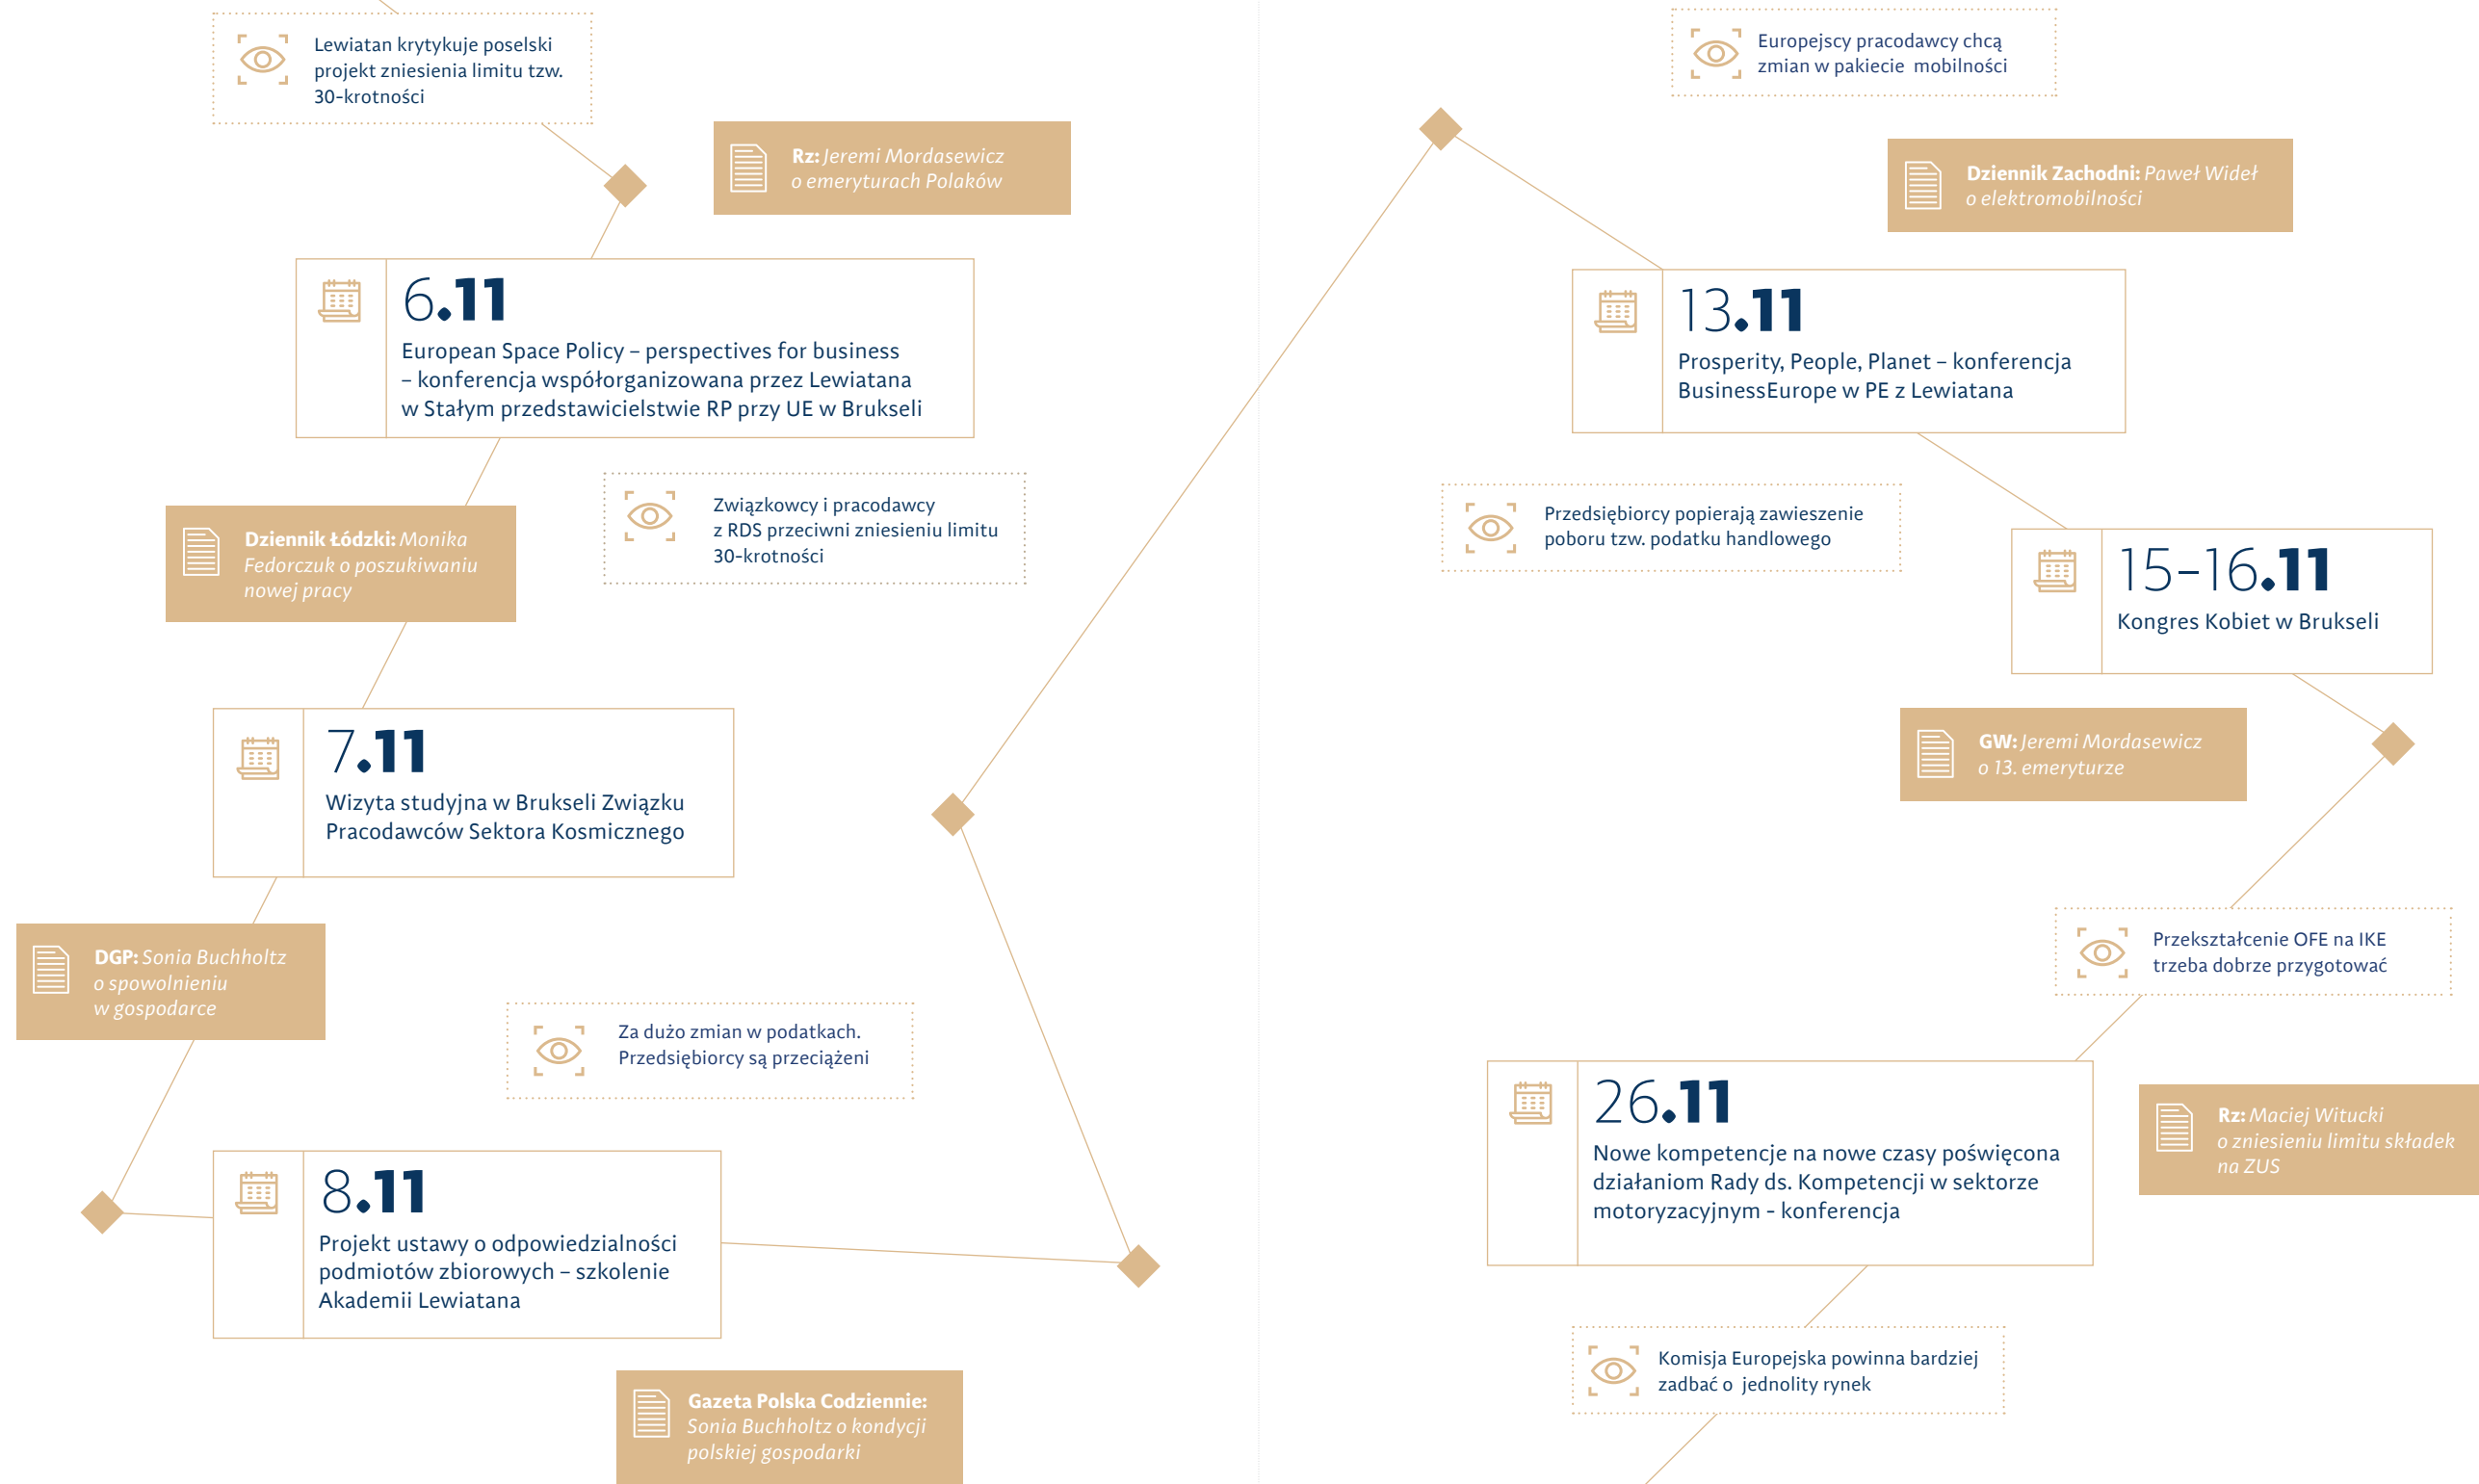 Lewiatan krytykuje poselski
projekt zniesienia limitu tzw.
30-krotności
Rz: Jeremi Mordasewicz
o emeryturach Polaków
6.11
European Space Policy – perspectives for business
– konferencja współorganizowana przez Lewiatana
w Stałym przedstawicielstwie RP przy UE w Brukseli
Związkowcy i pracodawcy
z RDS przeciwni zniesieniu limitu
30-krotności
Dziennik Łódzki: Monika
Fedorczuk o poszukiwaniu
nowej pracy
7.11
Wizyta studyjna w Brukseli Związku
Pracodawców Sektora Kosmicznego
DGP: Sonia Buchholtz
o spowolnieniu
w gospodarce
Za dużo zmian w podatkach.
Przedsiębiorcy są przeciążeni
8.11
Projekt ustawy o odpowiedzialności
podmiotów zbiorowych – szkolenie
Akademii Lewiatana
Gazeta Polska Codziennie:
Sonia Buchholtz o kondycji
polskiej gospodarki
Europejscy pracodawcy chcą
zmian w pakiecie  mobilności
Dziennik Zachodni: Paweł Wideł
o elektromobilności
13.11
Prosperity, People, Planet – konferencja
BusinessEurope w PE z Lewiatana
Przedsiębiorcy popierają zawieszenie
poboru tzw. podatku handlowego
15-16.11
Kongres Kobiet w Brukseli
GW: Jeremi Mordasewicz
o 13. emeryturze
Przekształcenie OFE na IKE
trzeba dobrze przygotować
26.11
Nowe kompetencje na nowe czasy poświęcona
działaniom Rady ds. Kompetencji w sektorze
motoryzacyjnym - konferencja
Rz: Maciej Witucki
o zniesieniu limitu składek
na ZUS
Komisja Europejska powinna bardziej
zadbać o  jednolity rynek